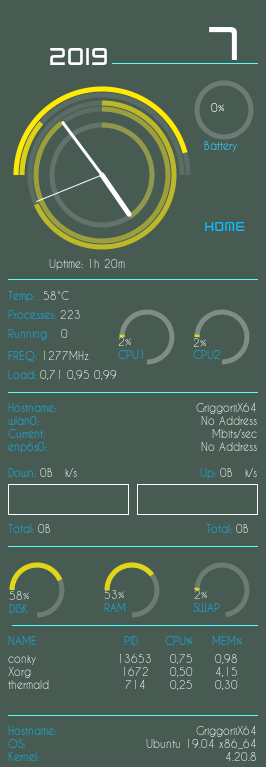 7
2019
0%
Battery
HOME
Uptime: 1h 20m
Temp: 58°C
Processes: 223
Running: 0
FREQ: 1277MHz
Load: 0,71 0,95 0,99
2%
CPU1
2%
CPU2
Hostname: GriggoriiX64
wlan0: No Address
Current: Mbits/sec
enp6s0: No Address
Down: 0B k/s Up: 0B k/s
Total: 0B Total: 0B
58%
DISK
53%
RAM
2%
SWAP
NAME PID CPU% MEM%
conky 13653 0,75 0,98
Xorg 1672 0,50 4,15
thermald 714 0,25 0,30
Hostname: GriggoriiX64
OS: Ubuntu 19.04 x86_64
Kernel: 4.20.8